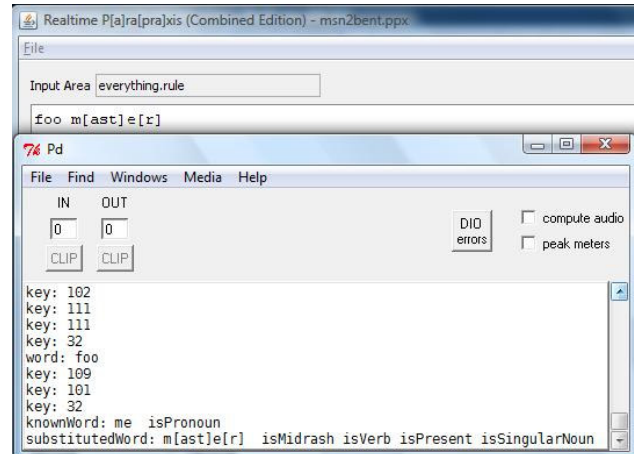 Realtime P[a]ra[pra]xis (Combined Edition) - msn2bent.ppx
File
Input Area everything.rule
foo m[ast]e[r]
Pd
File Find Windows Media Help
IN OUT
0 0
CLIP CLIP
DIO errors
compute audio
peak meters
key: 102
key: 111
key: 111
key: 32
word: foo
key: 109
key: 101
key: 32
knownWord: me isPronoun
substitutedWord: m[ast]e[r] isMidrash isVerb isPresent isSingularNoun